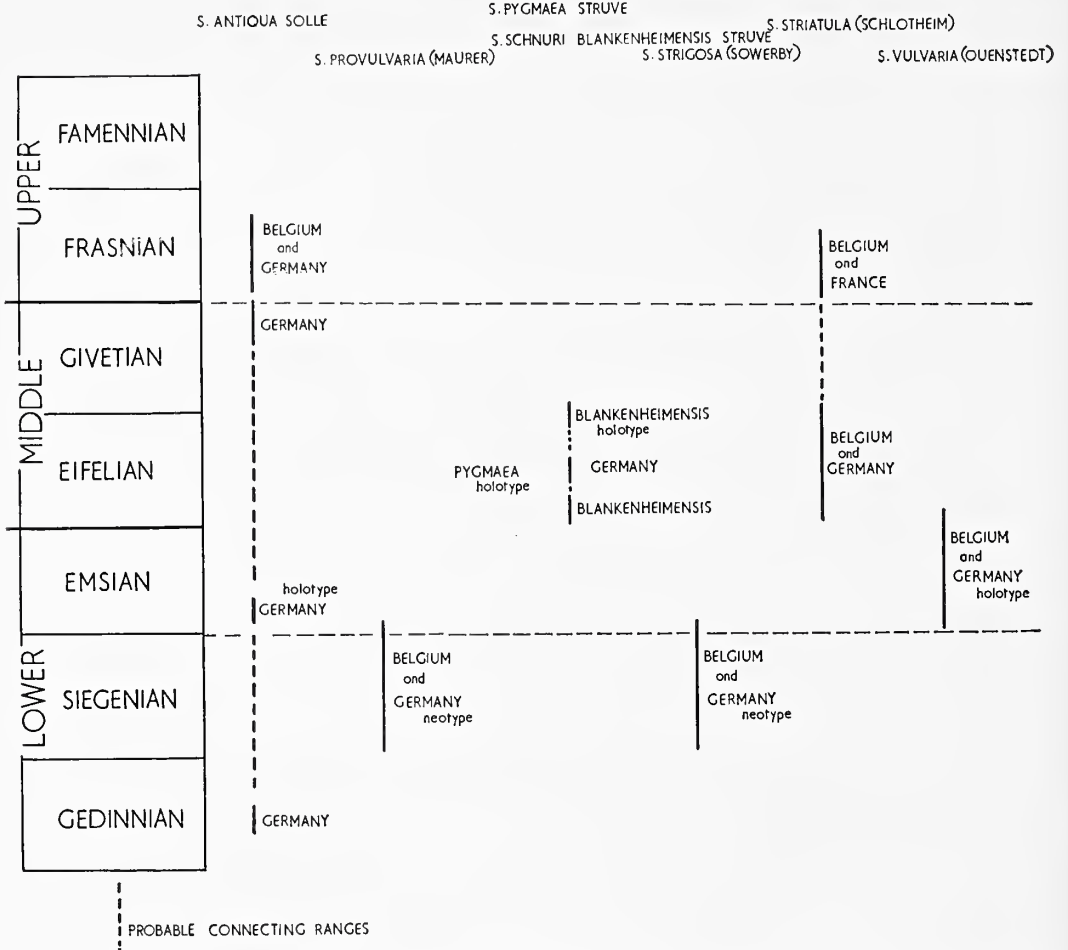 S. PYGMAEA STRUVE
S. ANTIQUA SOLLE
S. STRIATULA (SCHLOTHEIM)
S. SCHNURI BLANKENHEIMENSIS STRUVE
S. PROVULVARIA (MAURER)
S. STRIGOSA (SOWERBY)
S. VULVARIA (OUENSTEDT)
UPPER
MIDDLE
LOWER
FAMENNIAN
FRASNIAN
BELGIUM
and
GERMANY
BELGIUM
and
FRANCE
GERMANY
GIVETIAN
BLANKENHEIMENSIS
holotype
EIFELIAN
PYGMAEA
holotype
GERMANY
BLANKENHEIMENSIS
BELGIUM
and
GERMANY
BELGIUM
and
GERMANY
holotype
EMSIAN
holotype
GERMANY
SIEGENIAN
BELGIUM
and
GERMANY
neotype
BELGIUM
and
GERMANY
neotype
GEDINNIAN
GERMANY
PROBABLE CONNECTING RANGES